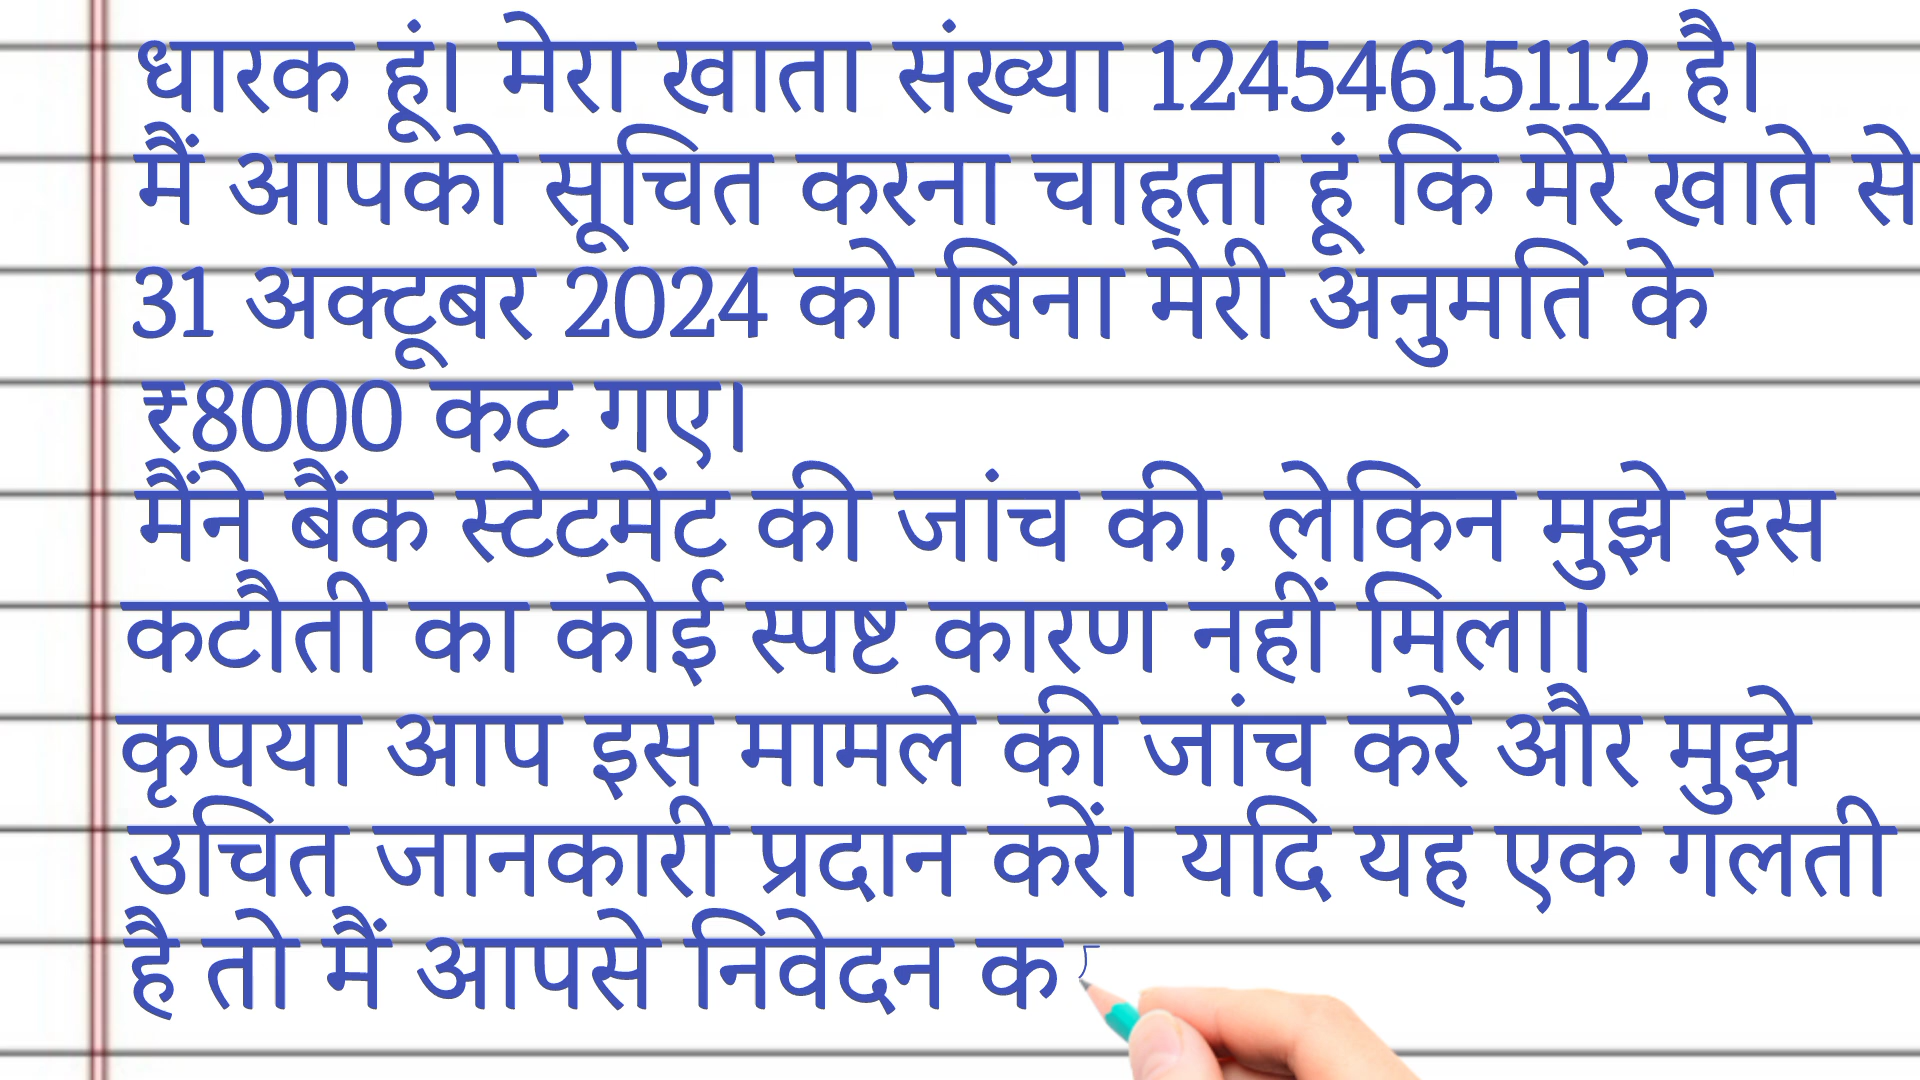 धारक हूं। मेरा खाता संख्या 12454615112 है।
मैं आपको सूचित करना चाहता हूं कि मेरे खाते से
31 अक्टूबर 2024 को बिना मेरी अनुमति के
₹8000 कट गए।
मैंने बैंक स्टेटमेंट की जांच की, लेकिन मुझे इस
कटौती का कोई स्पष्ट कारण नहीं मिला।
कृपया आप इस मामले की जांच करें और मुझे
उचित जानकारी प्रदान करें। यदि यह एक गलती
है तो मैं आपसे निवेदन क